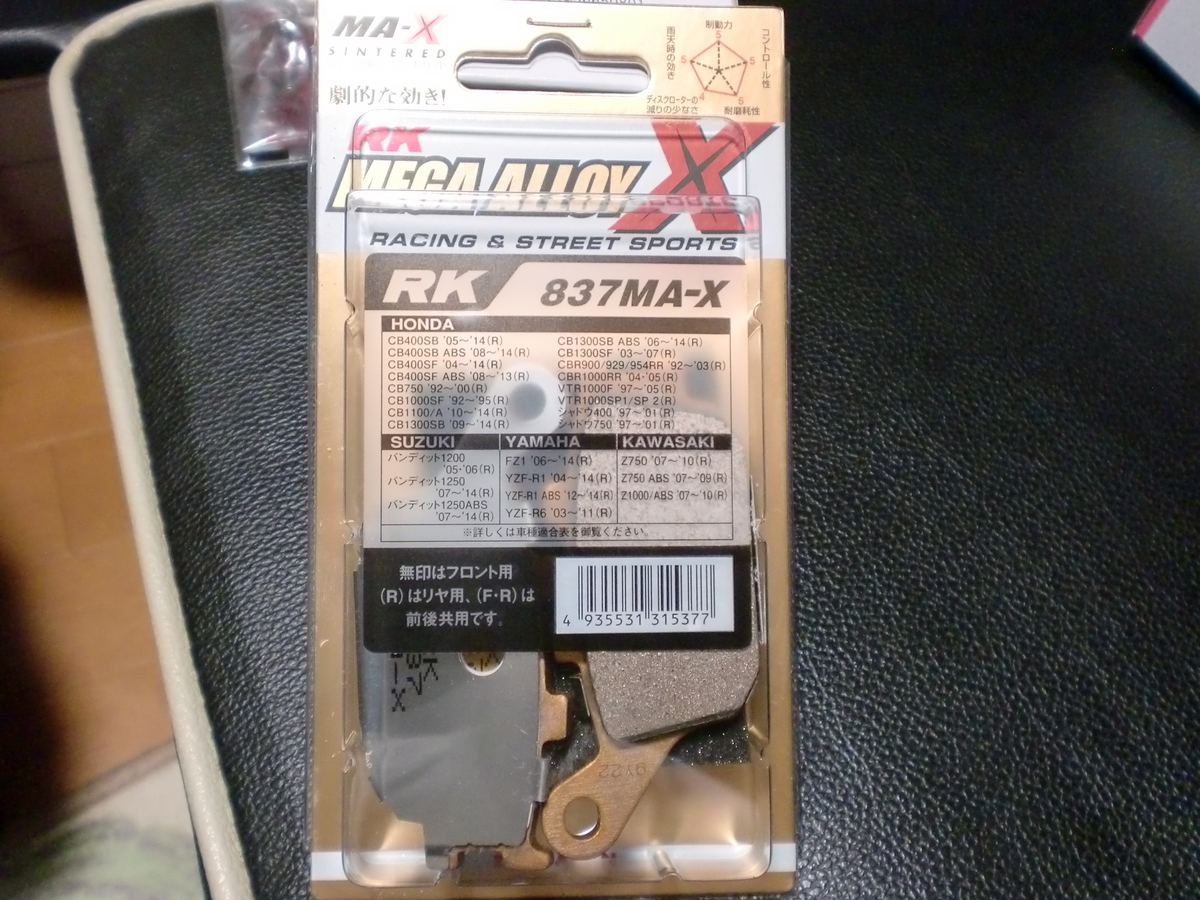 MA-X
SINTERED
劇的な効き!
制動力
5
雨天時の効き
5
コントロール性
5
ディスクローターの
減りの少なさ
4
耐磨耗性
5
RK
MEGA ALLOY X
RACING & STREET SPORTS
RK 837MA-X
HONDA
CB400SB '05〜'14(R)
CB400SB ABS '08〜'14(R)
CB400SF '04〜'14(R)
CB400SF ABS '08〜'13(R)
CB750 '92〜'00(R)
CB1000SF '92〜'95(R)
CB1100/A '10〜'14(R)
CB1300SB '09〜'14(R)
CB1300SB ABS '06〜'14(R)
CB1300SF '03〜'07(R)
CBR900/929/954RR '92〜'03(R)
CBR1000RR '04・'05(R)
VTR1000F '97〜'05(R)
VTR1000SP1/SP 2(R)
シャドウ400 '97〜'01(R)
シャドウ750 '97〜'01(R)
SUZUKI
バンディット1200
'05・'06(R)
バンディット1250
'07〜'14(R)
バンディット1250ABS
'07〜'14(R)
YAMAHA
FZ1 '06〜'14(R)
YZF-R1 '04〜'14(R)
YZF-R1 ABS '12〜'14(R)
YZF-R6 '03〜'11(R)
KAWASAKI
Z750 '07〜'10(R)
Z750 ABS '07〜'09(R)
Z1000/ABS '07〜'10(R)
※詳しくは車種適合表を御覧ください。
無印はフロント用
(R)はリヤ用、(F・R)は
前後共用です。
4 935531 315377
9Y22